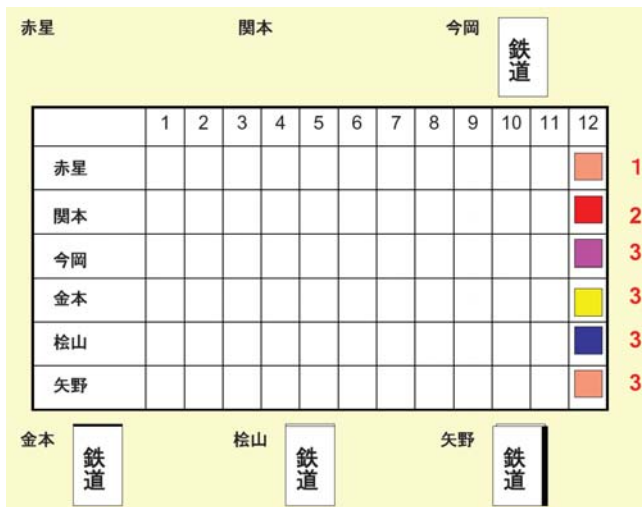 赤星 関本 今岡
鉄道
1 2 3 4 5 6 7 8 9 10 11 12
赤星 1
関本 2
今岡 3
金本 3
桧山 3
矢野 3
金本 桧山 矢野
鉄道 鉄道 鉄道